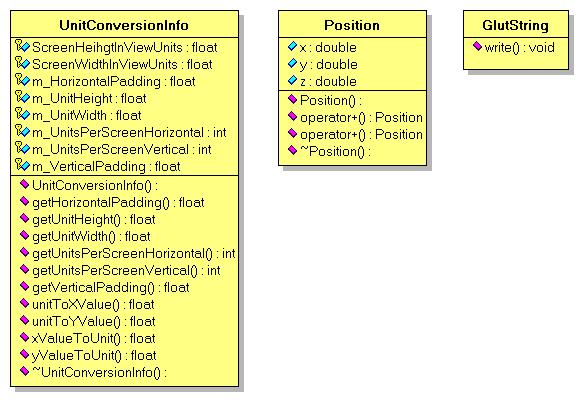 UnitConversionInfo
ScreenHeihgtInViewUnits : float
ScreenWidthInViewUnits : float
m_HorizontalPadding : float
m_UnitHeight : float
m_UnitWidth : float
m_UnitsPerScreenHorizontal : int
m_UnitsPerScreenVertical : int
m_VerticalPadding : float
UnitConversionInfo() :
getHorizontalPadding() : float
getUnitHeight() : float
getUnitWidth() : float
getUnitsPerScreenHorizontal() : int
getUnitsPerScreenVertical() : int
getVerticalPadding() : float
unitToXValue() : float
unitToYValue() : float
xValueToUnit() : float
yValueToUnit() : float
~UnitConversionInfo() :
Position
x : double
y : double
z : double
Position() :
operator+() : Position
operator+() : Position
~Position() :
GlutString
write() : void